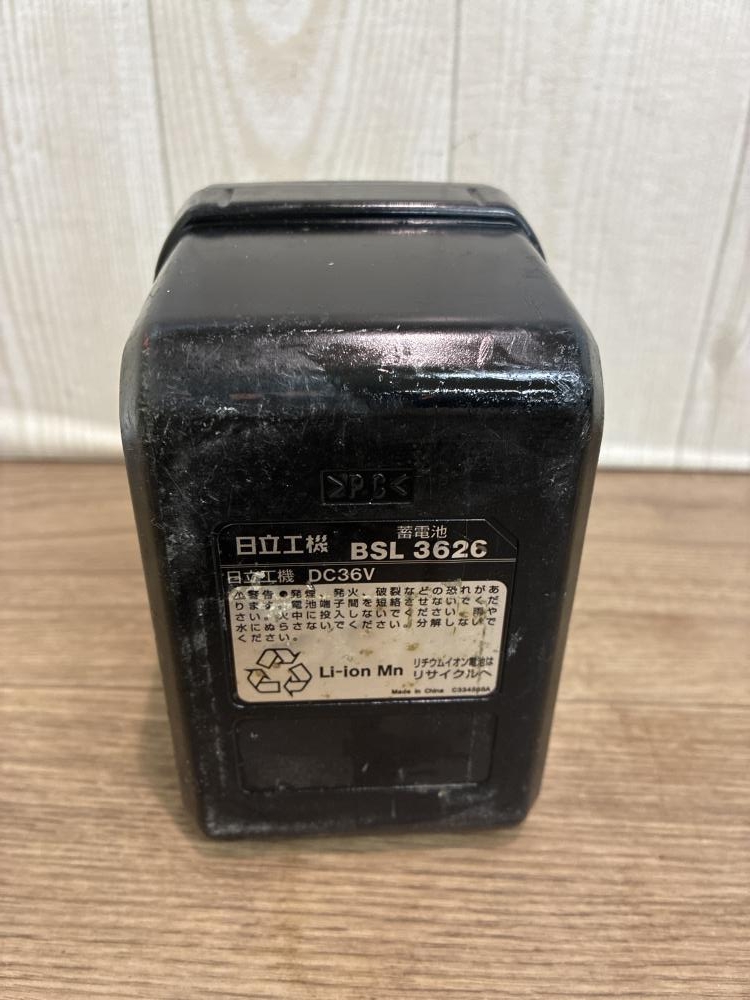 >PC<
蓄電池
日立工機 BSL 3626
日立工機 DC36V
⚠警告 ●発煙、発火、破裂などの恐れがあ
ります。電池端子間を短絡させないでくだ
さい。火中に投入しないでください。雨や
水にぬらさないでください。分解しないで
ください。
Li-ion Mn リチウムイオン電池は
リサイクルへ
Made in China